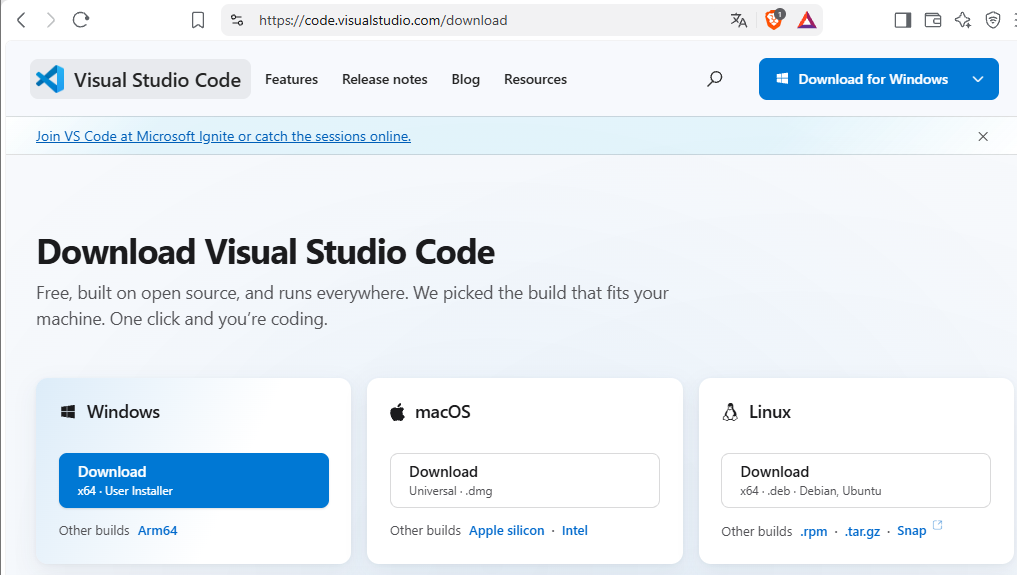 https://code.visualstudio.com/download
1
Visual Studio Code
Features
Release notes
Blog
Resources
Download for Windows
Join VS Code at Microsoft Ignite or catch the sessions online.
Download Visual Studio Code
Free, built on open source, and runs everywhere. We picked the build that fits your
machine. One click and you’re coding.
Windows
Download
x64 · User Installer
Other builds Arm64
macOS
Download
Universal · .dmg
Other builds Apple silicon · Intel
Linux
Download
x64 · .deb · Debian, Ubuntu
Other builds .rpm · .tar.gz · Snap